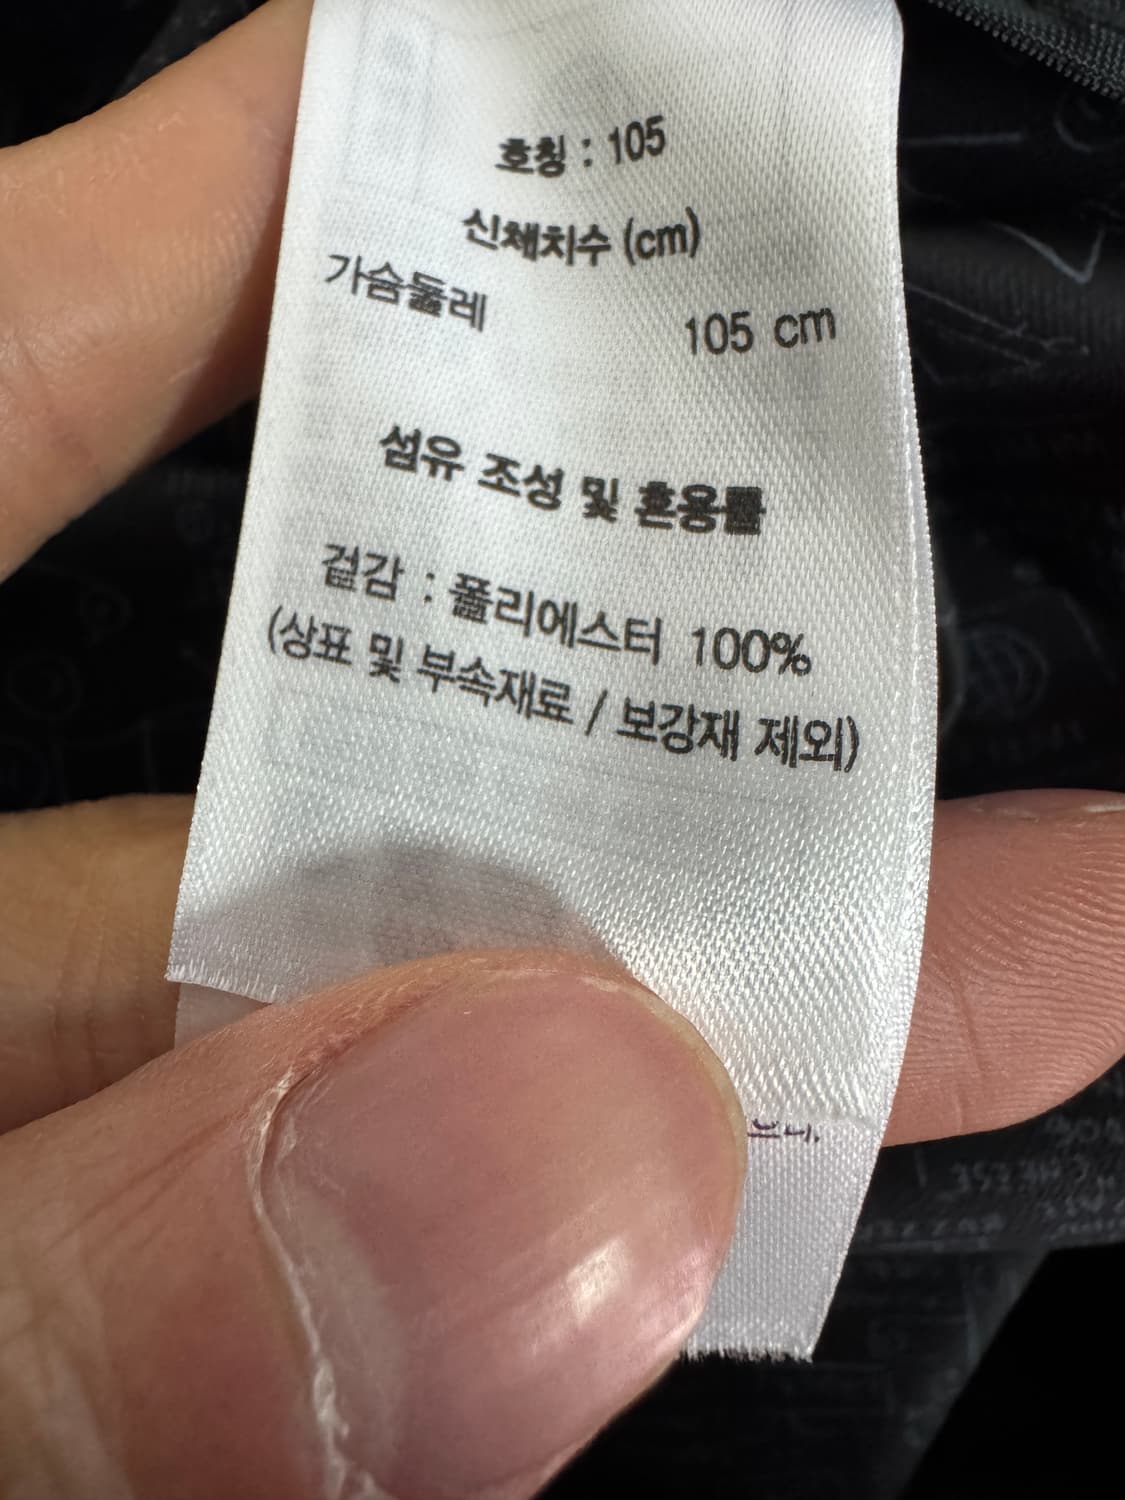 호칭 : 105
신체치수 (cm)
가슴둘레 105 cm
섬유 조성 및 혼용률
겉감 : 폴리에스터 100%
(상표 및 부속재료 / 보강재 제외)